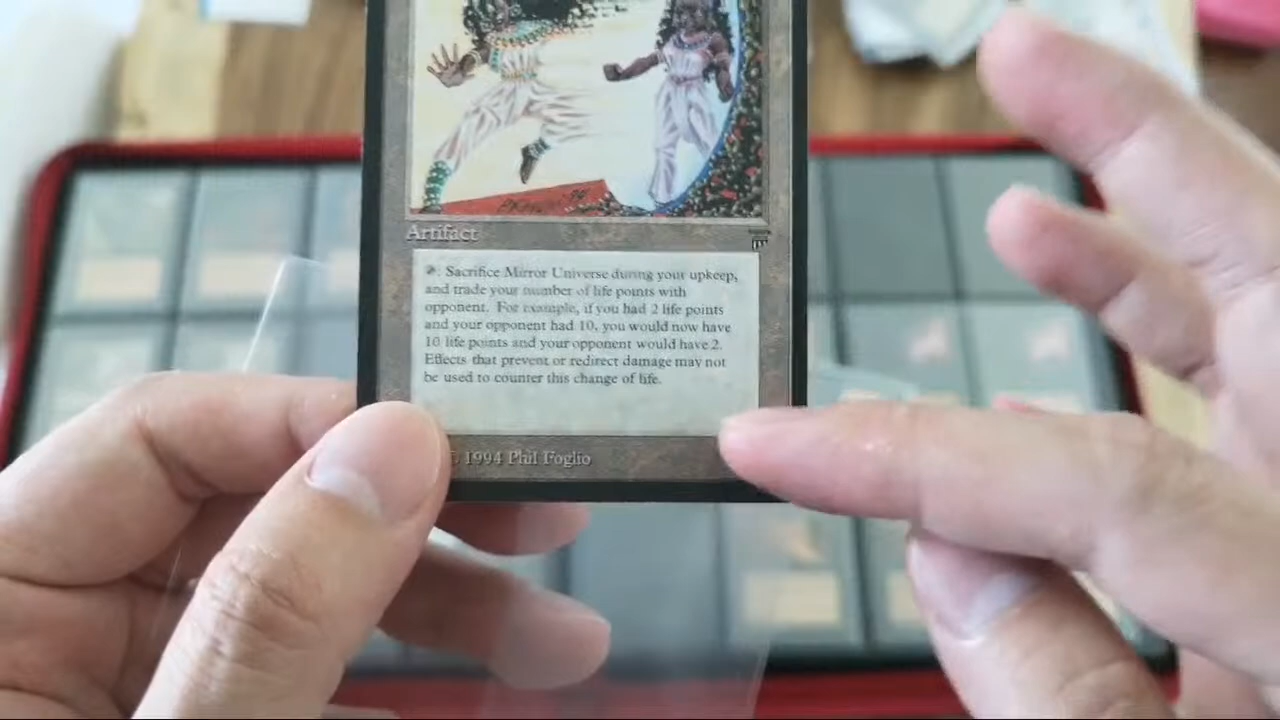 Artifact
: Sacrifice Mirror Universe during your upkeep,
and trade your number of life points with
opponent. For example, if you had 2 life points
and your opponent had 10, you would now have
10 life points and your opponent would have 2.
Effects that prevent or redirect damage may not
be used to counter this change of life.
© 1994 Phil Foglio